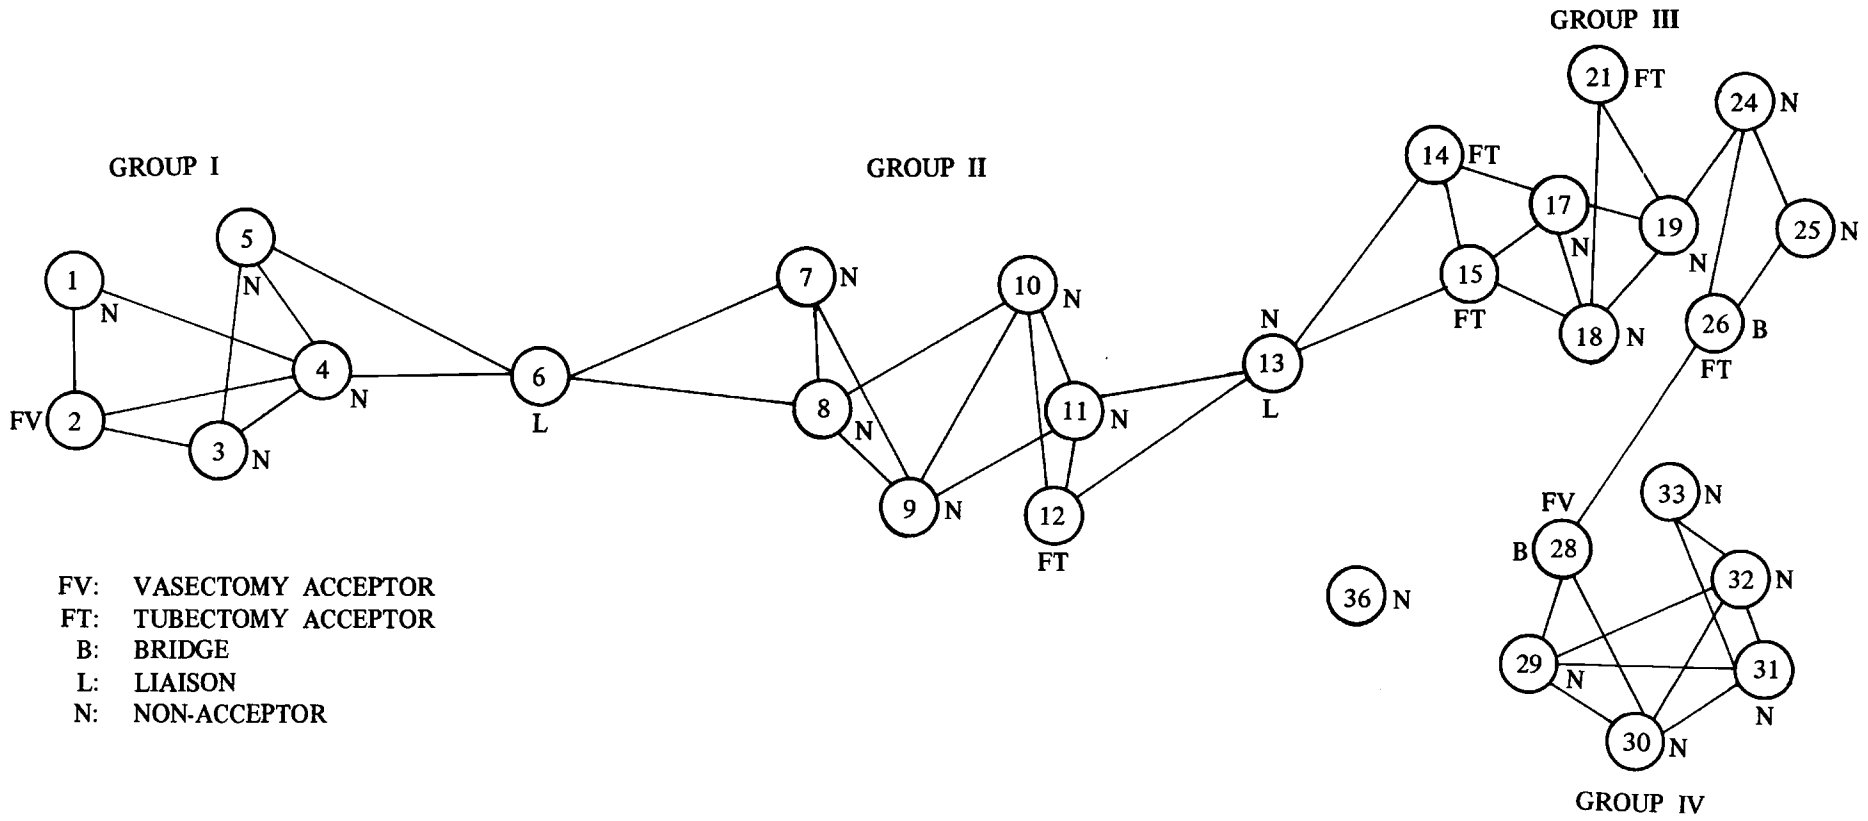 GROUP III
21 FT
24 N
14 FT
GROUP I
GROUP II
17
N
19
N
25 N
5
N
1
N
7 N
10 N
15
FT
18 N
26 B
FT
N
13
L
4
N
6
L
8
N
11 N
FV 2
3 N
9 N
12
FT
33 N
FV
B 28
32 N
36 N
29
N
31
N
30 N
GROUP IV
FV: VASECTOMY ACCEPTOR
FT: TUBECTOMY ACCEPTOR
B: BRIDGE
L: LIAISON
N: NON-ACCEPTOR